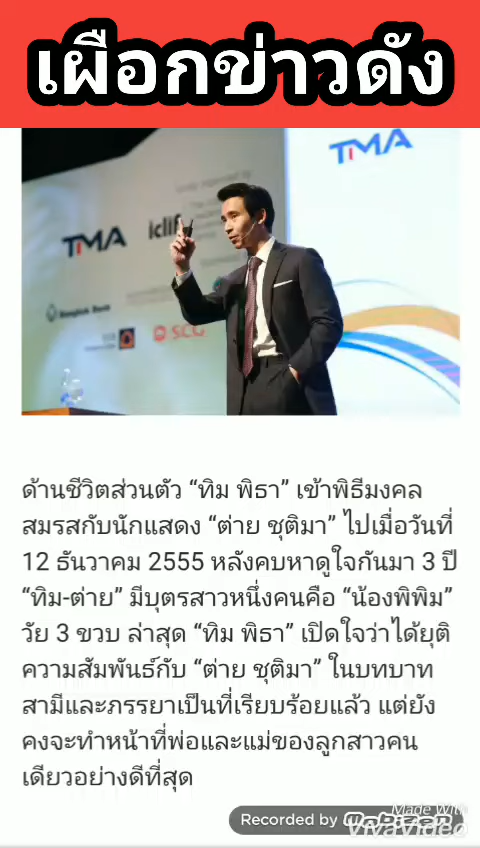 เผือกข่าวดัง
TMA
TMA
iclif
Bangkok Bank
SCG
ด้านชีวิตส่วนตัว “ทิม พิธา” เข้าพิธีมงคล
สมรสกับนักแสดง “ต่าย ชุติมา” ไปเมื่อวันที่
12 ธันวาคม 2555 หลังคบหาดูใจกันมา 3 ปี
“ทิม-ต่าย” มีบุตรสาวหนึ่งคนคือ “น้องพิพิม”
วัย 3 ขวบ ล่าสุด “ทิม พิธา” เปิดใจว่าได้ยุติ
ความสัมพันธ์กับ “ต่าย ชุติมา” ในบทบาท
สามีและภรรยาเป็นที่เรียบร้อยแล้ว แต่ยัง
คงจะทำหน้าที่พ่อและแม่ของลูกสาวคน
เดียวอย่างดีที่สุด
Made With
Recorded by
VivaVideo